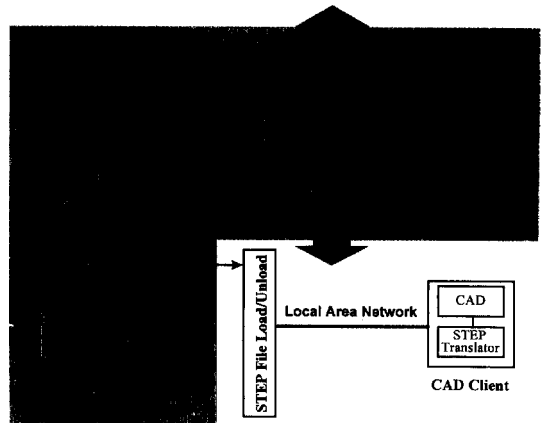 STEP File Load/Unload
Local Area Network
CAD
STEP
Translator
CAD Client